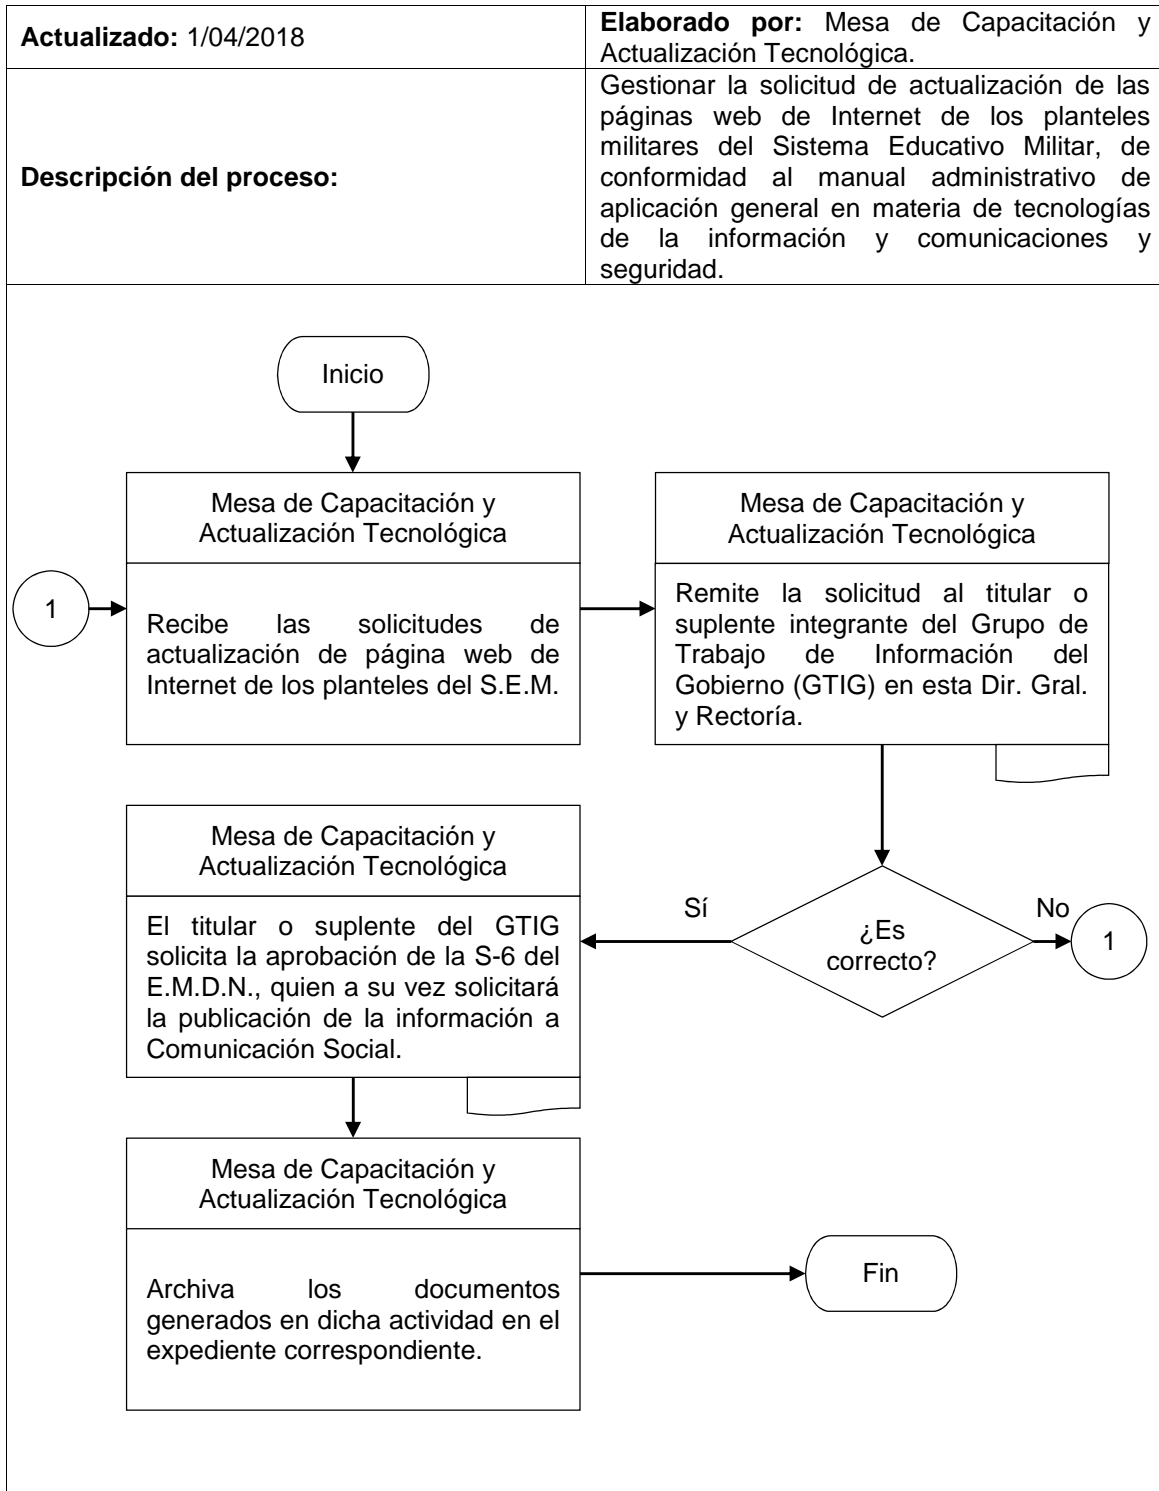 Actualizado: 1/04/2018
Elaborado por: Mesa de Capacitación y
Actualización Tecnológica.
Descripción del proceso:
Gestionar la solicitud de actualización de las
páginas web de Internet de los planteles
militares del Sistema Educativo Militar, de
conformidad al manual administrativo de
aplicación general en materia de tecnologías
de la información y comunicaciones y
seguridad.
Inicio
Mesa de Capacitación y
Actualización Tecnológica
1
Recibe las solicitudes de
actualización de página web de
Internet de los planteles del S.E.M.
Mesa de Capacitación y
Actualización Tecnológica
Remite la solicitud al titular o
suplente integrante del Grupo de
Trabajo de Información del
Gobierno (GTIG) en esta Dir. Gral.
y Rectoría.
¿Es
correcto?
No
1
Sí
Mesa de Capacitación y
Actualización Tecnológica
El titular o suplente del GTIG
solicita la aprobación de la S-6 del
E.M.D.N., quien a su vez solicitará
la publicación de la información a
Comunicación Social.
Mesa de Capacitación y
Actualización Tecnológica
Archiva los documentos
generados en dicha actividad en el
expediente correspondiente.
Fin